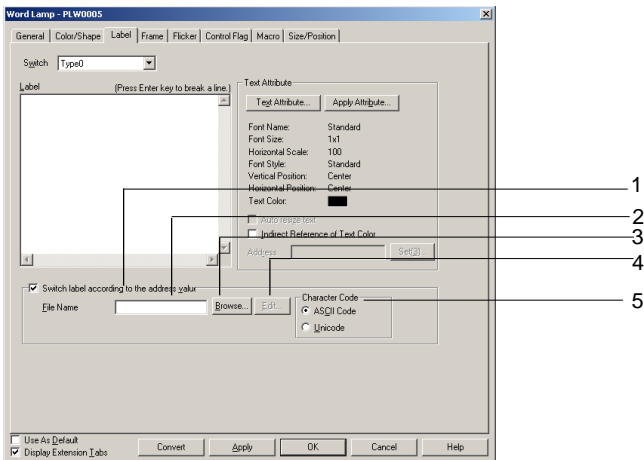 Word Lamp - PLW0005
General Color/Shape Label Frame Flicker Control Flag Macro Size/Position
Switch Type0
Label (Press Enter key to break a line.)
Text Attribute
Text Attribute... Apply Attribute...
Font Name: Standard
Font Size: 1x1
Horizontal Scale: 100
Font Style: Standard
Vertical Position: Center
Horizontal Position: Center
Text Color:
Auto resize text
Indirect Reference of Text Color
Address Set(3)...
1
2
3
4
5
Switch label according to the address value
File Name Browse... Edit...
Character Code
ASCII Code
Unicode
Use As Default
Display Extension Tabs
Convert Apply OK Cancel Help